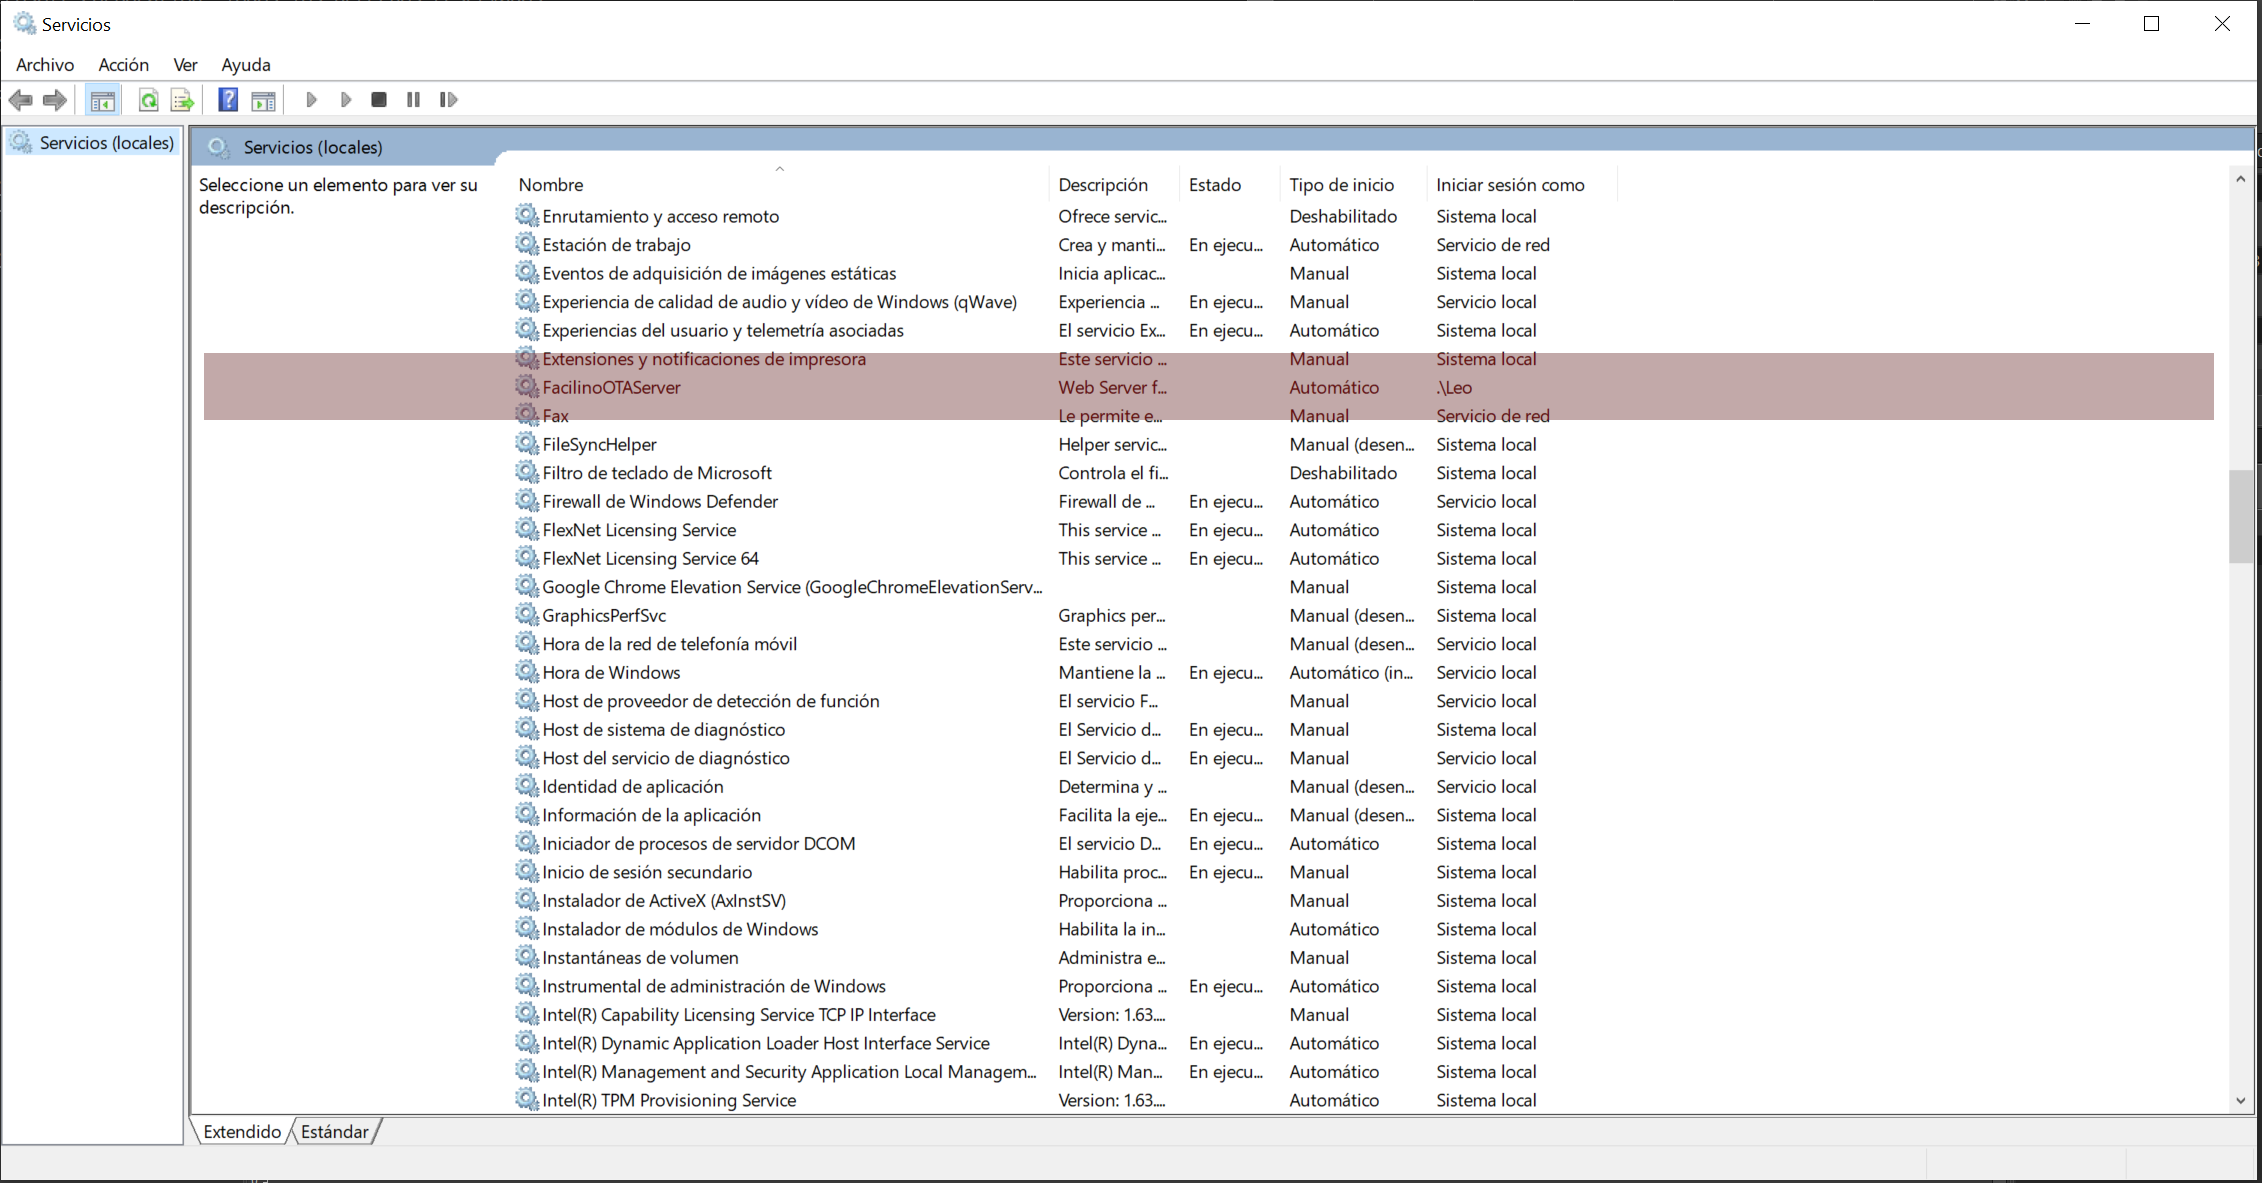 Servicios
Archivo Acción Ver Ayuda
Servicios (locales)
Servicios (locales)
Seleccione un elemento para ver su
descripción.
Nombre Descripción Estado Tipo de inicio Iniciar sesión como
Enrutamiento y acceso remoto Ofrece servic... Deshabilitado Sistema local
Estación de trabajo Crea y manti... En ejecu... Automático Servicio de red
Eventos de adquisición de imágenes estáticas Inicia aplicac... Manual Sistema local
Experiencia de calidad de audio y vídeo de Windows (qWave) Experiencia ... En ejecu... Manual Servicio local
Experiencias del usuario y telemetría asociadas El servicio Ex... En ejecu... Automático Sistema local
Extensiones y notificaciones de impresora Este servicio ... Manual Sistema local
FacilinoOTAServer Web Server f... Automático .\Leo
Fax Le permite e... Manual Servicio de red
FileSyncHelper Helper servic... Manual (desen... Sistema local
Filtro de teclado de Microsoft Controla el fi... Deshabilitado Sistema local
Firewall de Windows Defender Firewall de ... En ejecu... Automático Servicio local
FlexNet Licensing Service This service ... En ejecu... Automático Sistema local
FlexNet Licensing Service 64 This service ... En ejecu... Automático Sistema local
Google Chrome Elevation Service (GoogleChromeElevationServ... Manual Sistema local
GraphicsPerfSvc Graphics per... Manual (desen... Sistema local
Hora de la red de telefonía móvil Este servicio ... Manual (desen... Servicio local
Hora de Windows Mantiene la ... En ejecu... Automático (in... Servicio local
Host de proveedor de detección de función El servicio F... Manual Servicio local
Host de sistema de diagnóstico El Servicio d... En ejecu... Manual Sistema local
Host del servicio de diagnóstico El Servicio d... En ejecu... Manual Servicio local
Identidad de aplicación Determina y ... Manual (desen... Servicio local
Información de la aplicación Facilita la eje... En ejecu... Manual (desen... Sistema local
Iniciador de procesos de servidor DCOM El servicio D... En ejecu... Automático Sistema local
Inicio de sesión secundario Habilita proc... En ejecu... Manual Sistema local
Instalador de ActiveX (AxInstSV) Proporciona ... Manual Sistema local
Instalador de módulos de Windows Habilita la in... Automático Sistema local
Instantáneas de volumen Administra e... Manual Sistema local
Instrumental de administración de Windows Proporciona ... En ejecu... Automático Sistema local
Intel(R) Capability Licensing Service TCP IP Interface Version: 1.63.... Manual Sistema local
Intel(R) Dynamic Application Loader Host Interface Service Intel(R) Dyna... En ejecu... Automático Sistema local
Intel(R) Management and Security Application Local Managem... Intel(R) Man... En ejecu... Automático Sistema local
Intel(R) TPM Provisioning Service Version: 1.63.... Automático Sistema local
Extendido Estándar